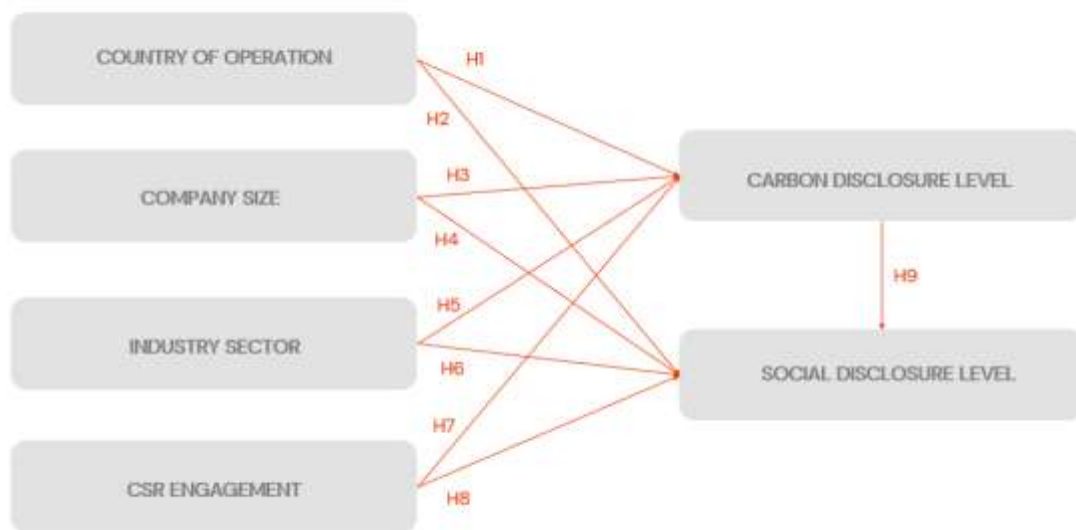 COUNTRY OF OPERATION
H1
H2
COMPANY SIZE
H3
H4
CARBON DISCLOSURE LEVEL
H9
INDUSTRY SECTOR
H5
H6
SOCIAL DISCLOSURE LEVEL
CSR ENGAGEMENT
H7
H8